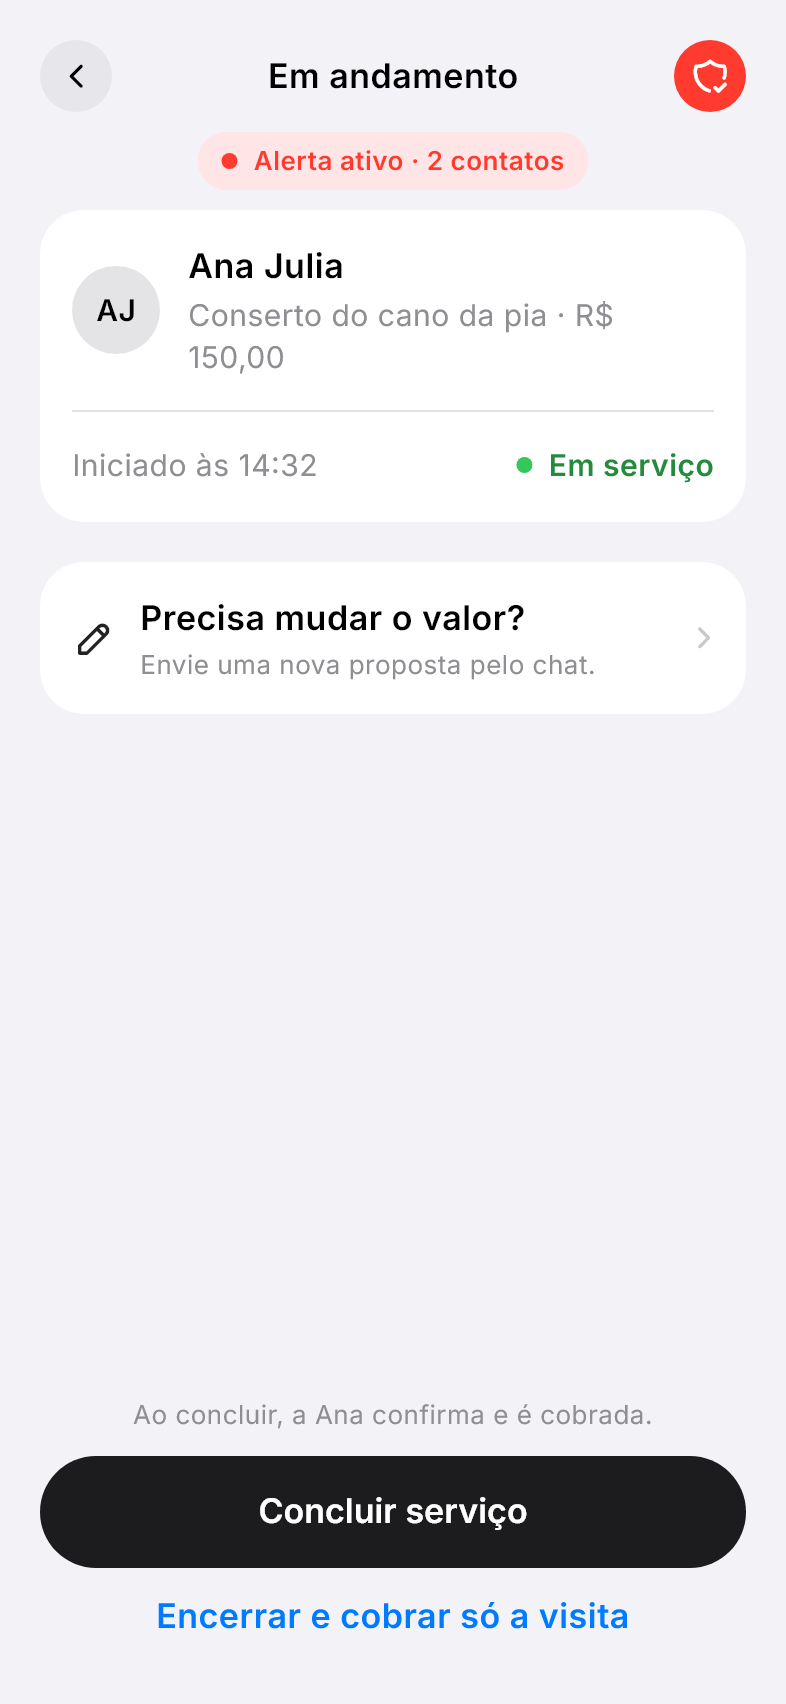 Em andamento
Alerta ativo · 2 contatos
AJ
Ana Julia
Conserto do cano da pia · R$
150,00
Iniciado às 14:32
Em serviço
Precisa mudar o valor?
Envie uma nova proposta pelo chat.
Ao concluir, a Ana confirma e é cobrada.
Concluir serviço
Encerrar e cobrar só a visita